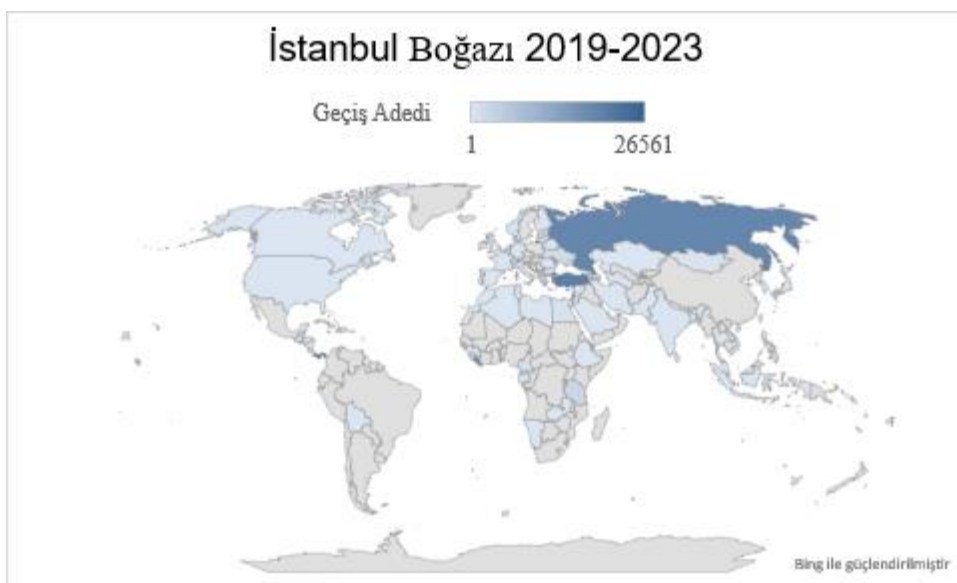 İstanbul Boğazı 2019-2023
Geçiş Adedi
1 26561
Bing ile güçlendirilmiştir